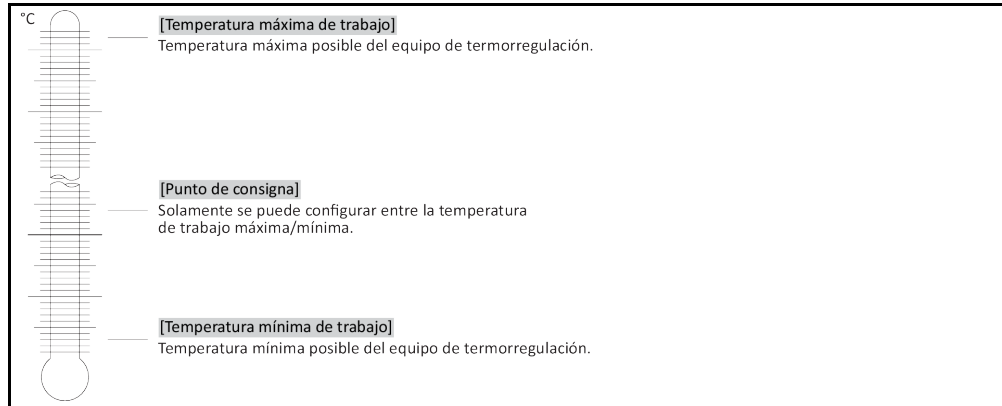 °C
[Temperatura máxima de trabajo]
Temperatura máxima posible del equipo de termorregulación.
[Punto de consigna]
Solamente se puede configurar entre la temperatura
de trabajo máxima/mínima.
[Temperatura mínima de trabajo]
Temperatura mínima posible del equipo de termorregulación.